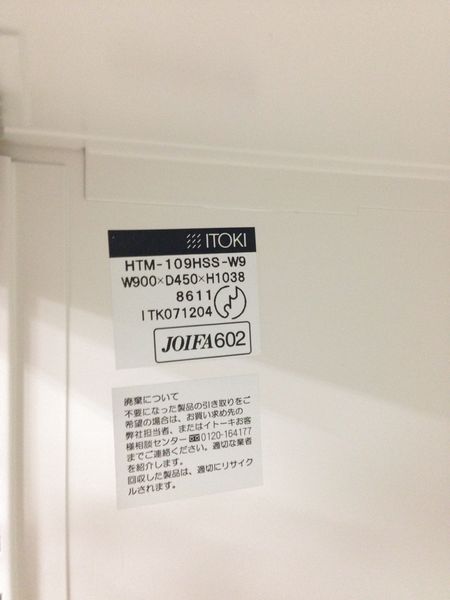 ITOKI
HTM-109HSS-W9
W900×D450×H1038
8611
ITK071204
JOIFA602
廃棄について
不要になった製品の引き取りをご
希望の場合は、お買い求め先の
弊社担当者、またはイトーキお客
様相談センター 0120-164177
までご連絡ください。適切な業者
を紹介します。
回収した製品は、適切にリサイク
ルされます。